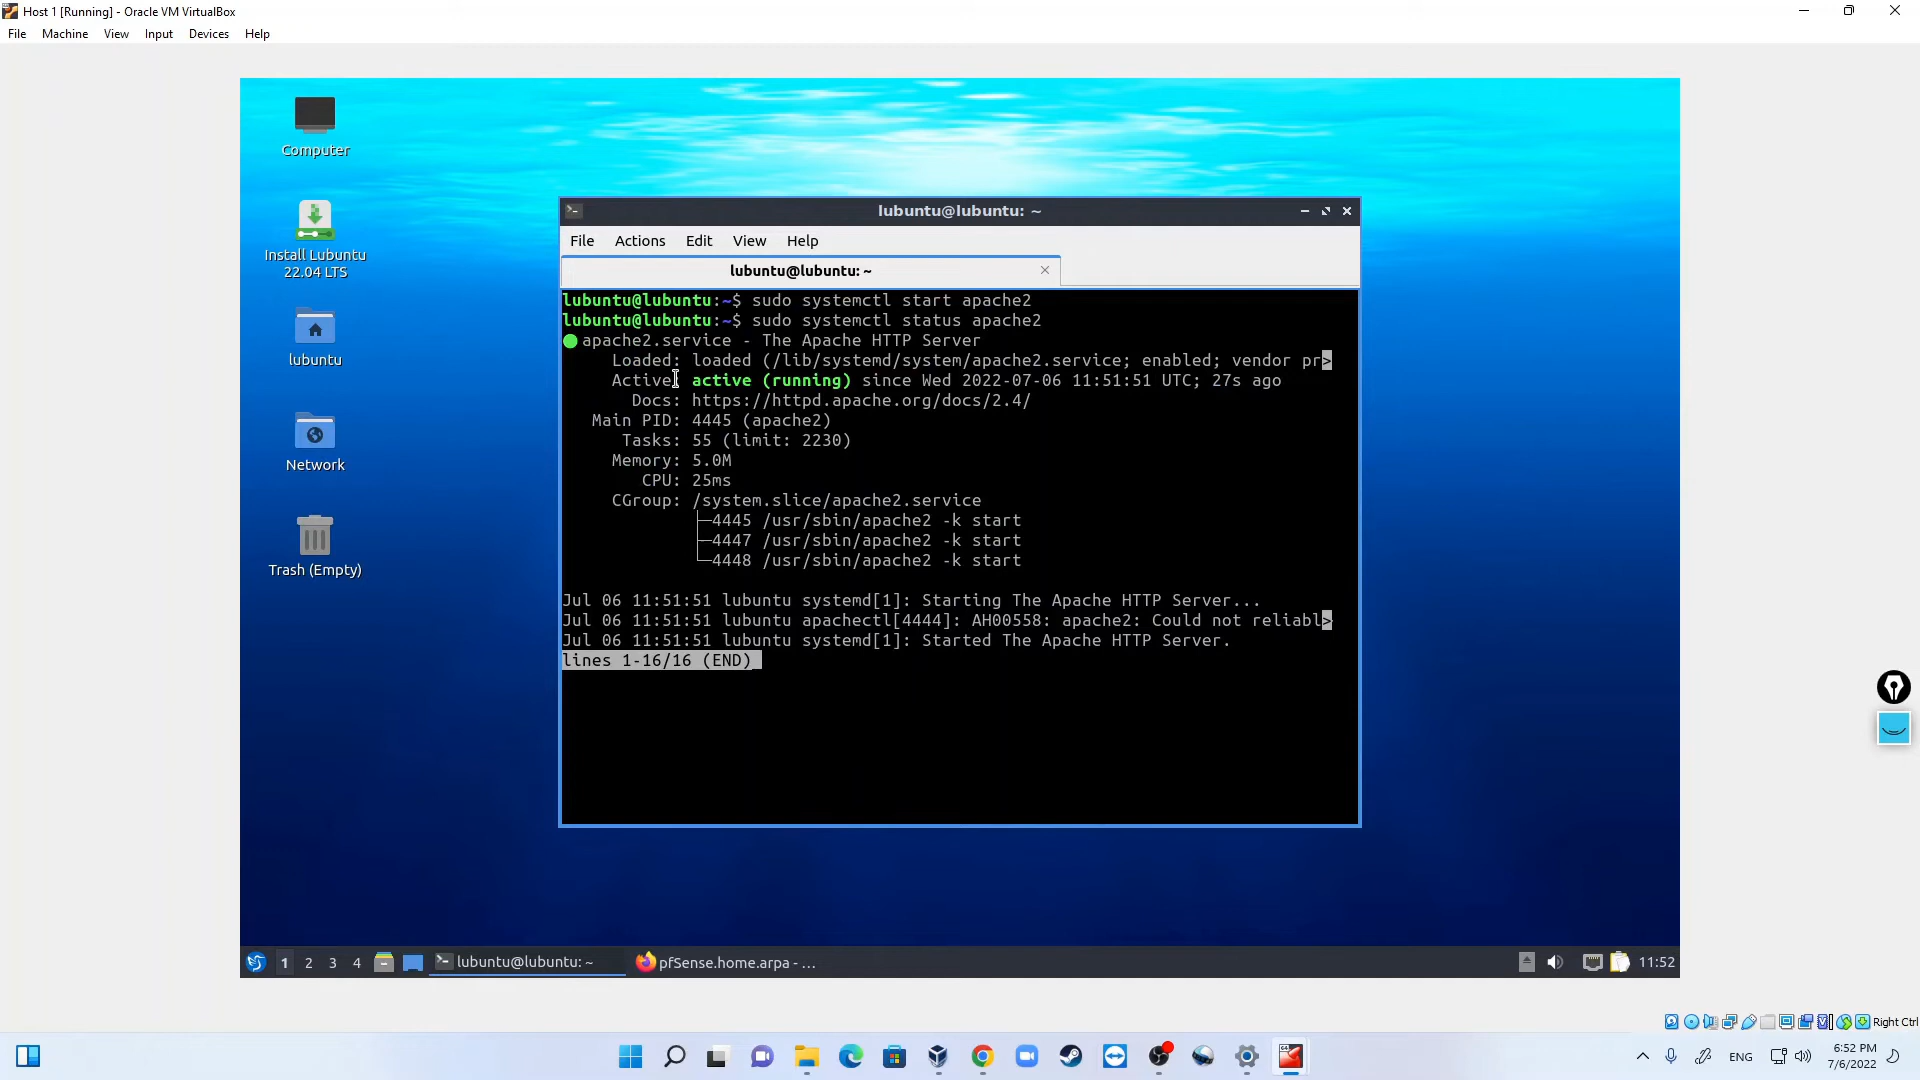 Host 1 [Running] - Oracle VM VirtualBox
File Machine View Input Devices Help
Computer
Install Lubuntu
22.04 LTS
lubuntu
Network
Trash (Empty)
lubuntu@lubuntu: ~
File Actions Edit View Help
lubuntu@lubuntu: ~
lubuntu@lubuntu:~$ sudo systemctl start apache2
lubuntu@lubuntu:~$ sudo systemctl status apache2
apache2.service - The Apache HTTP Server
Loaded: loaded (/lib/systemd/system/apache2.service; enabled; vendor pr>
Active: active (running) since Wed 2022-07-06 11:51:51 UTC; 27s ago
Docs: https://httpd.apache.org/docs/2.4/
Main PID: 4445 (apache2)
Tasks: 55 (limit: 2230)
Memory: 5.0M
CPU: 25ms
CGroup: /system.slice/apache2.service
├─4445 /usr/sbin/apache2 -k start
├─4447 /usr/sbin/apache2 -k start
└─4448 /usr/sbin/apache2 -k start
Jul 06 11:51:51 lubuntu systemd[1]: Starting The Apache HTTP Server...
Jul 06 11:51:51 lubuntu apachectl[4444]: AH00558: apache2: Could not reliabl>
Jul 06 11:51:51 lubuntu systemd[1]: Started The Apache HTTP Server.
lines 1-16/16 (END)
1 2 3 4 lubuntu@lubuntu: ~ pfSense.home.arpa - ... 11:52
Right Ctrl
ENG 6:52 PM
7/6/2022